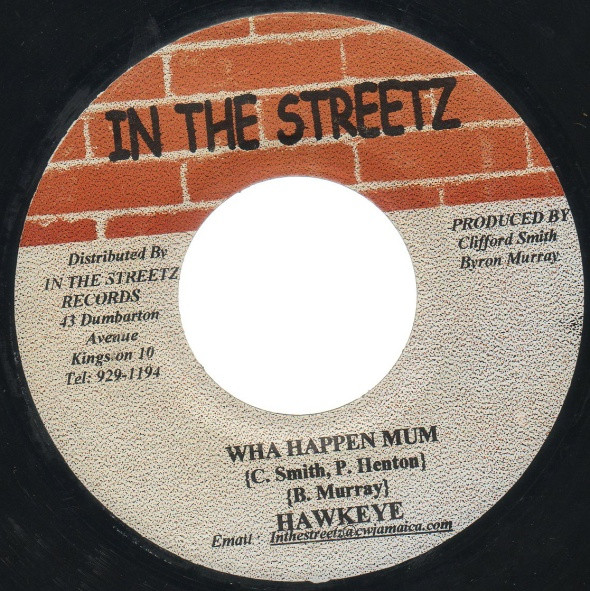 IN THE STREETZ
Distributed By
IN THE STREETZ
RECORDS
43 Dumbarton
Avenue
Kingson 10
Tel: 929-1194
PRODUCED BY
Clifford Smith
Byron Murray
WHA HAPPEN MUM
{C. Smith, P. Henton}
{B. Murray}
HAWKEYE
Email : Inthestreetz@cwjamaica.com